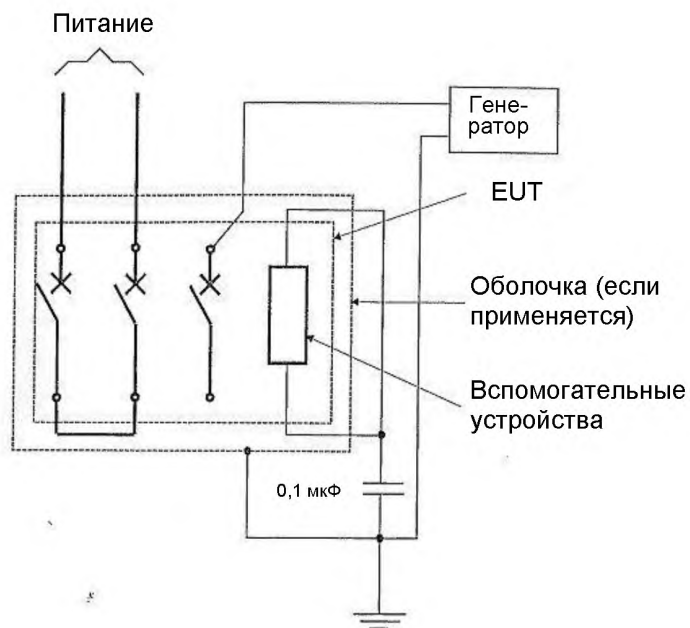 Питание
Гене-
ратор
EUT
Оболочка (если
применяется)
Вспомогательные
устройства
0,1 мкФ